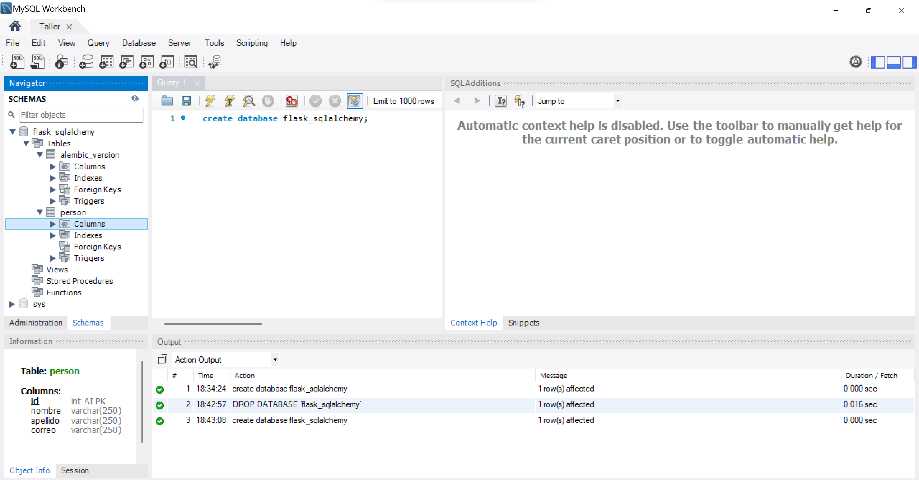 MySQL Workbench
Taller
File Edit View Query Database Server Tools Scripting Help
Navigator
SCHEMAS
Filter objects
flask_sqlalchemy
Tables
alembic_version
Columns
Indexes
Foreign Keys
Triggers
person
Columns
Indexes
Foreign Keys
Triggers
Views
Stored Procedures
Functions
sys
Administration Schemas
Information
Table: person
Columns:
id int AI PK
nombre varchar(250)
apellido varchar(250)
correo varchar(250)
Object Info Session
Query 1
Limit to 1000 rows
1 create database flask_sqlalchemy;
SQLAdditions
Jump to
Automatic context help is disabled. Use the toolbar to manually get help for
the current caret position or to toggle automatic help.
Context Help Snippets
Output
Action Output
# Time Action Message Duration / Fetch
1 18:34:24 create database flask_sqlalchemy 1 row(s) affected 0.000 sec
2 18:42:57 DROP DATABASE `flask_sqlalchemy` 1 row(s) affected 0.016 sec
3 18:43:08 create database flask_sqlalchemy 1 row(s) affected 0.000 sec